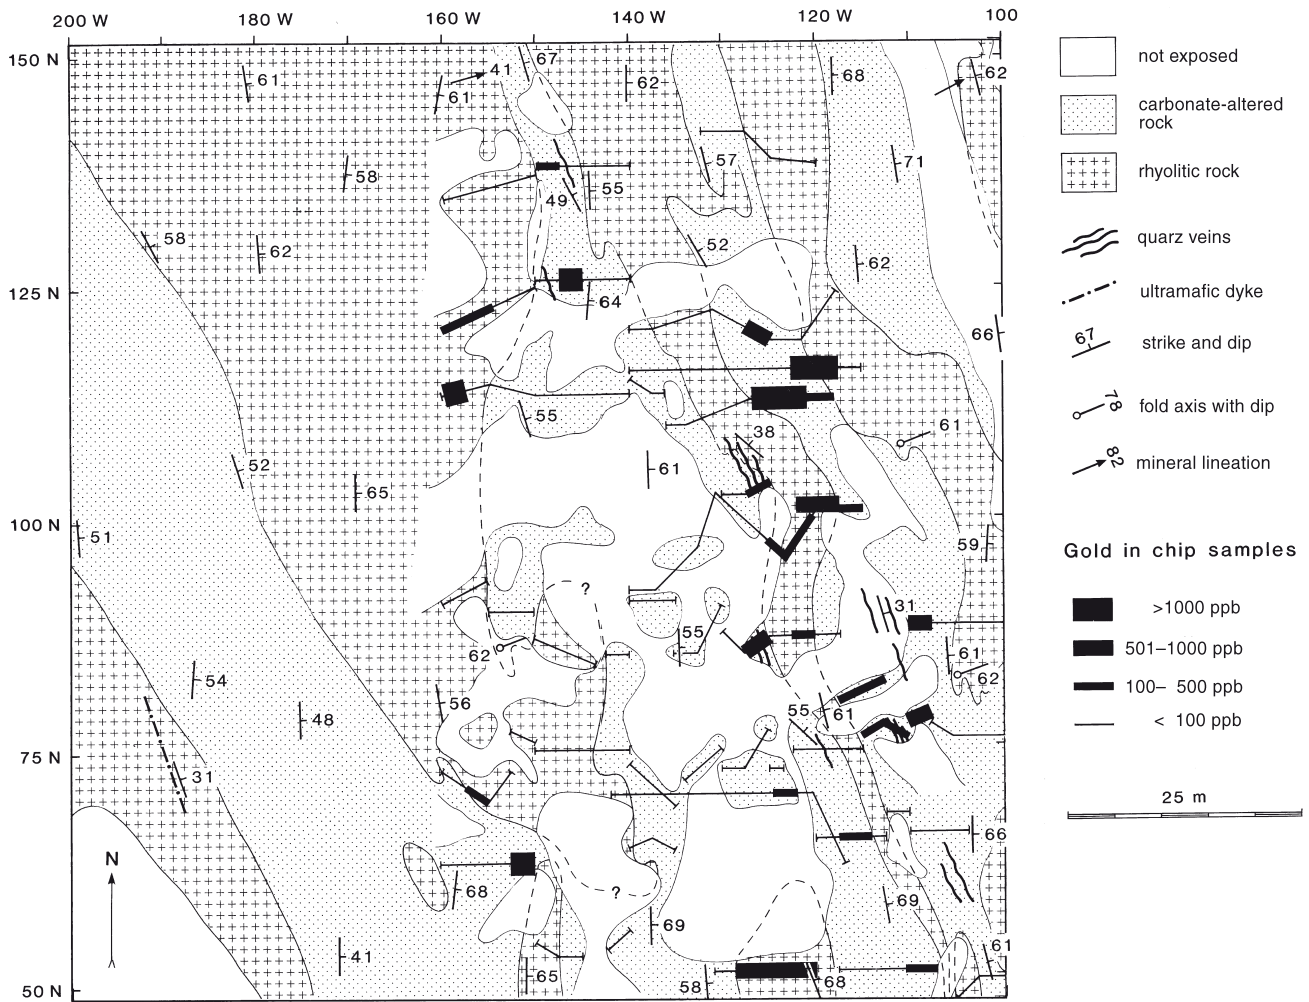 200 W 180 W 160 W 140 W 120 W 100
150 N
125 N
100 N
75 N
50 N
61
41
61
67
62
68
62
58
55
49
57
71
58
62
52
62
64
66
52
65
55
61
38
61
51
59
54
48
31
62
56
55
31
61
62
55
61
?
?
68
41
65
69
58
68
69
66
61
N
not exposed
carbonate-altered
rock
rhyolitic rock
quarz veins
ultramafic dyke
67 strike and dip
78 fold axis with dip
82 mineral lineation
Gold in chip samples
>1000 ppb
501–1000 ppb
100– 500 ppb
< 100 ppb
25 m